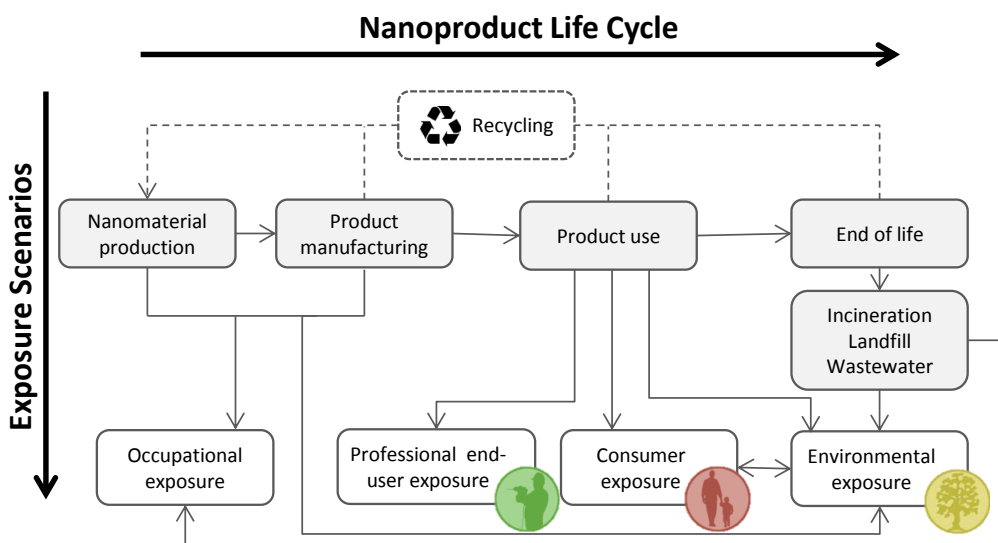 Nanoproduct Life Cycle
Exposure Scenarios
Recycling
Nanomaterial
production
Product
manufacturing
Product use
End of life
Incineration
Landfill
Wastewater
Occupational
exposure
Professional end-
user exposure
Consumer
exposure
Environmental
exposure